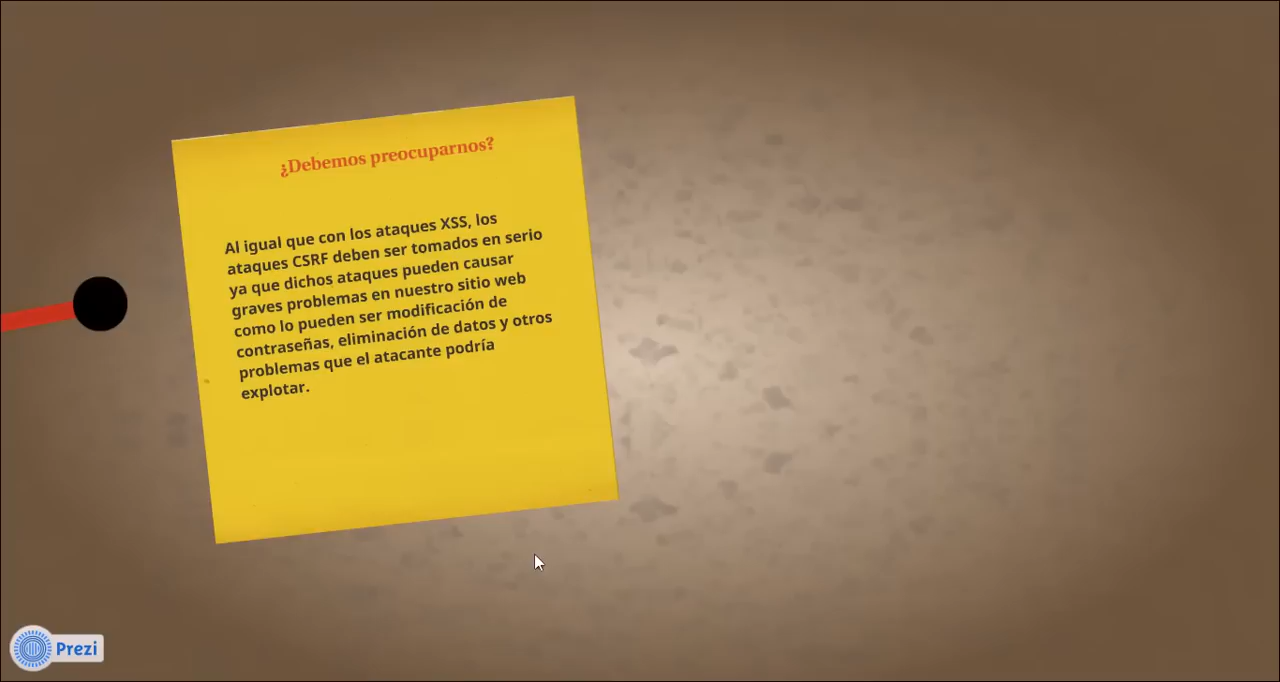 ¿Debemos preocuparnos?
Al igual que con los ataques XSS, los
ataques CSRF deben ser tomados en serio
ya que dichos ataques pueden causar
graves problemas en nuestro sitio web
como lo pueden ser modificación de
contraseñas, eliminación de datos y otros
problemas que el atacante podría
explotar.
Prezi